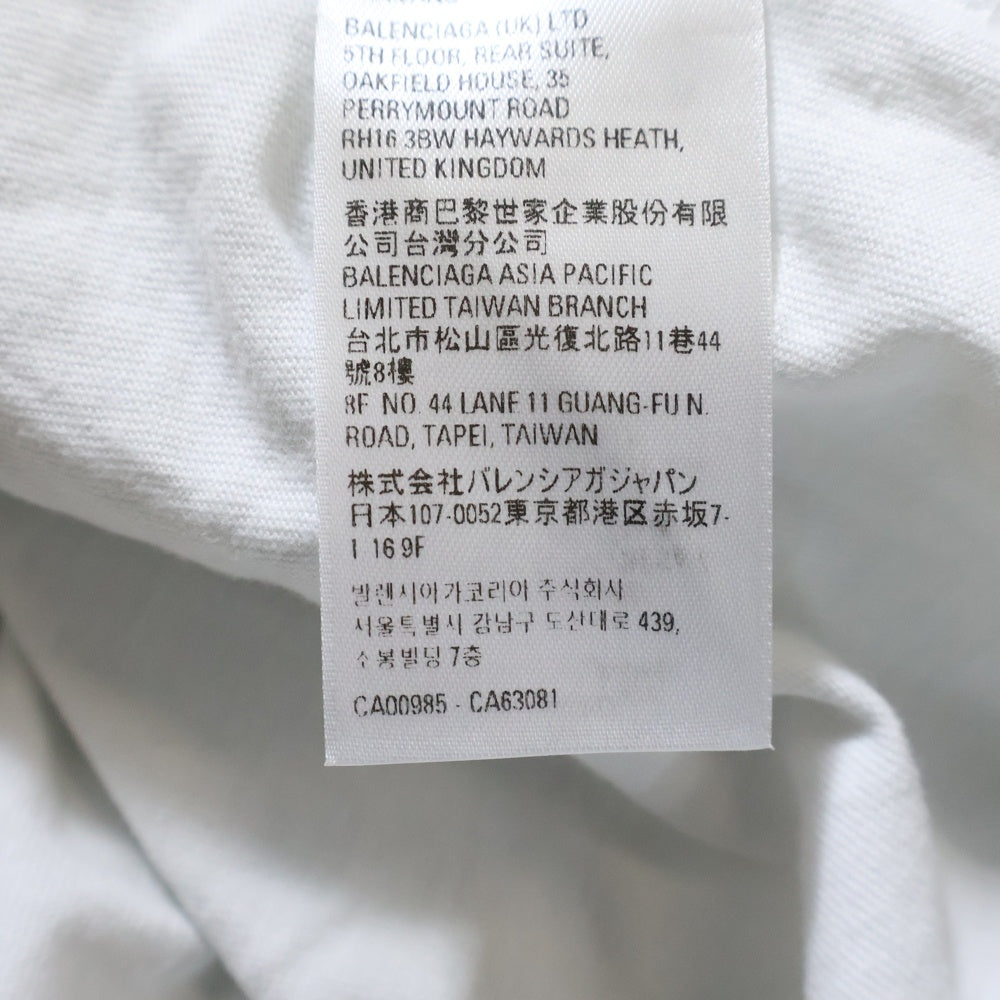 BALENCIAGA (UK) LTD
5TH FLOOR, REAR SUITE,
OAKFIELD HOUSE, 35
PERRYMOUNT ROAD
RH16 3BW HAYWARDS HEATH,
UNITED KINGDOM
香港商巴黎世家企業股份有限
公司台灣分公司
BALENCIAGA ASIA PACIFIC
LIMITED TAIWAN BRANCH
台北市松山區光復北路11巷44
號8樓
8F NO. 44 LANE 11 GUANG-FU N.
ROAD, TAPEI, TAIWAN
株式会社バレンシアガジャパン
日本107-0052東京都港区赤坂7-
1 16 9F
발렌시아가코리아 주식회사
서울특별시 강남구 도산대로 439,
소봉빌딩 7층
CA00985 - CA63081